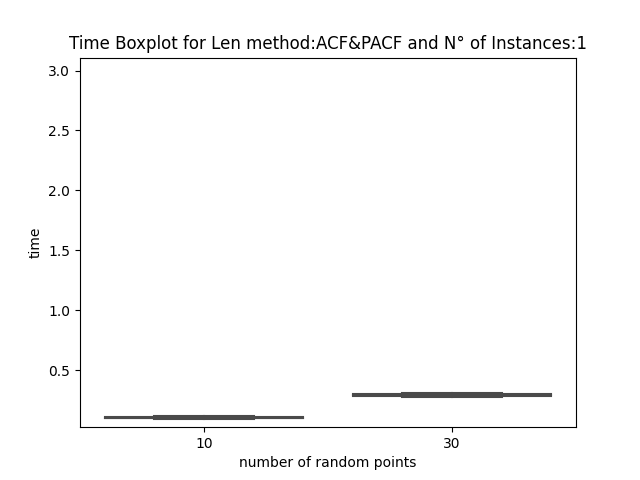 Time Boxplot for Len method:ACF&PACF and N° of Instances:1
3.0
2.5
2.0
1.5
1.0
0.5
time
10 30
number of random points